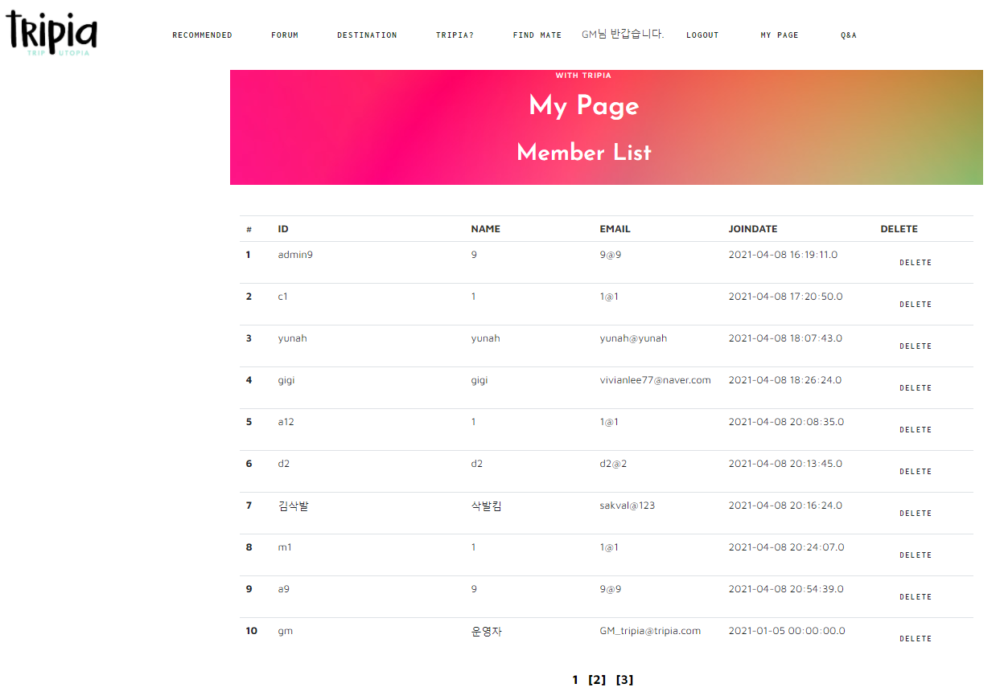 Tripia
TRIP UTOPIA
RECOMMENDED FORUM DESTINATION TRIPIA? FIND MATE GM님 반갑습니다. LOGOUT MY PAGE Q&A
WITH TRIPIA
My Page
Member List
# ID NAME EMAIL JOINDATE DELETE
1 admin9 9 9@9 2021-04-08 16:19:11.0 DELETE
2 c1 1 1@1 2021-04-08 17:20:50.0 DELETE
3 yunah yunah yunah@yunah 2021-04-08 18:07:43.0 DELETE
4 gigi gigi vivianlee77@naver.com 2021-04-08 18:26:24.0 DELETE
5 a12 1 1@1 2021-04-08 20:08:35.0 DELETE
6 d2 d2 d2@2 2021-04-08 20:13:45.0 DELETE
7 김삭발 삭발킴 sakval@123 2021-04-08 20:16:24.0 DELETE
8 m1 1 1@1 2021-04-08 20:24:07.0 DELETE
9 a9 9 9@9 2021-04-08 20:54:39.0 DELETE
10 gm 운영자 GM_tripia@tripia.com 2021-01-05 00:00:00.0 DELETE
1 [2] [3]